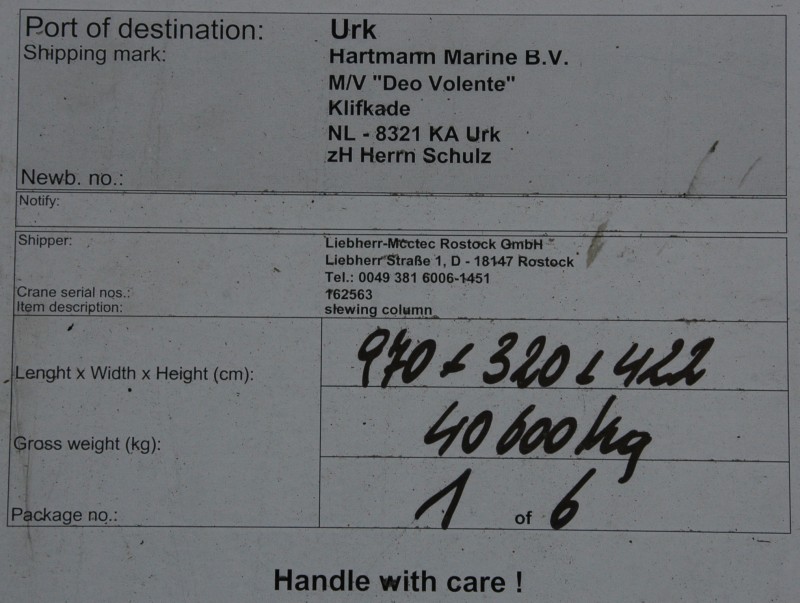 Port of destination: Urk
Shipping mark: Hartmann Marine B.V.
M/V "Deo Volente"
Klifkade
NL - 8321 KA Urk
zH Herrn Schulz
Newb. no.:
Notify:
Shipper: Liebherr-Mcctec Rostock GmbH
Liebherr Straße 1, D - 18147 Rostock
Tel.: 0049 381 6006-1451
Crane serial nos.: 162563
Item description: slewing column
Lenght x Width x Height (cm): 970 x 320 x 422
Gross weight (kg): 40 600 kg
Package no.: 1 of 6
Handle with care !